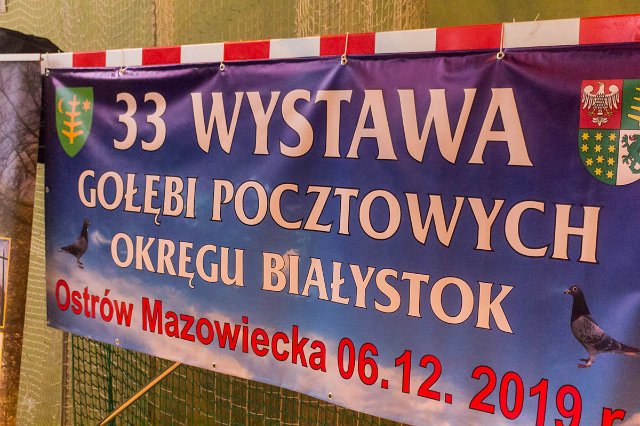 33 WYSTAWA
GOŁĘBI POCZTOWYCH
OKRĘGU BIAŁYSTOK
Ostrów Mazowiecka 06.12. 2019 r